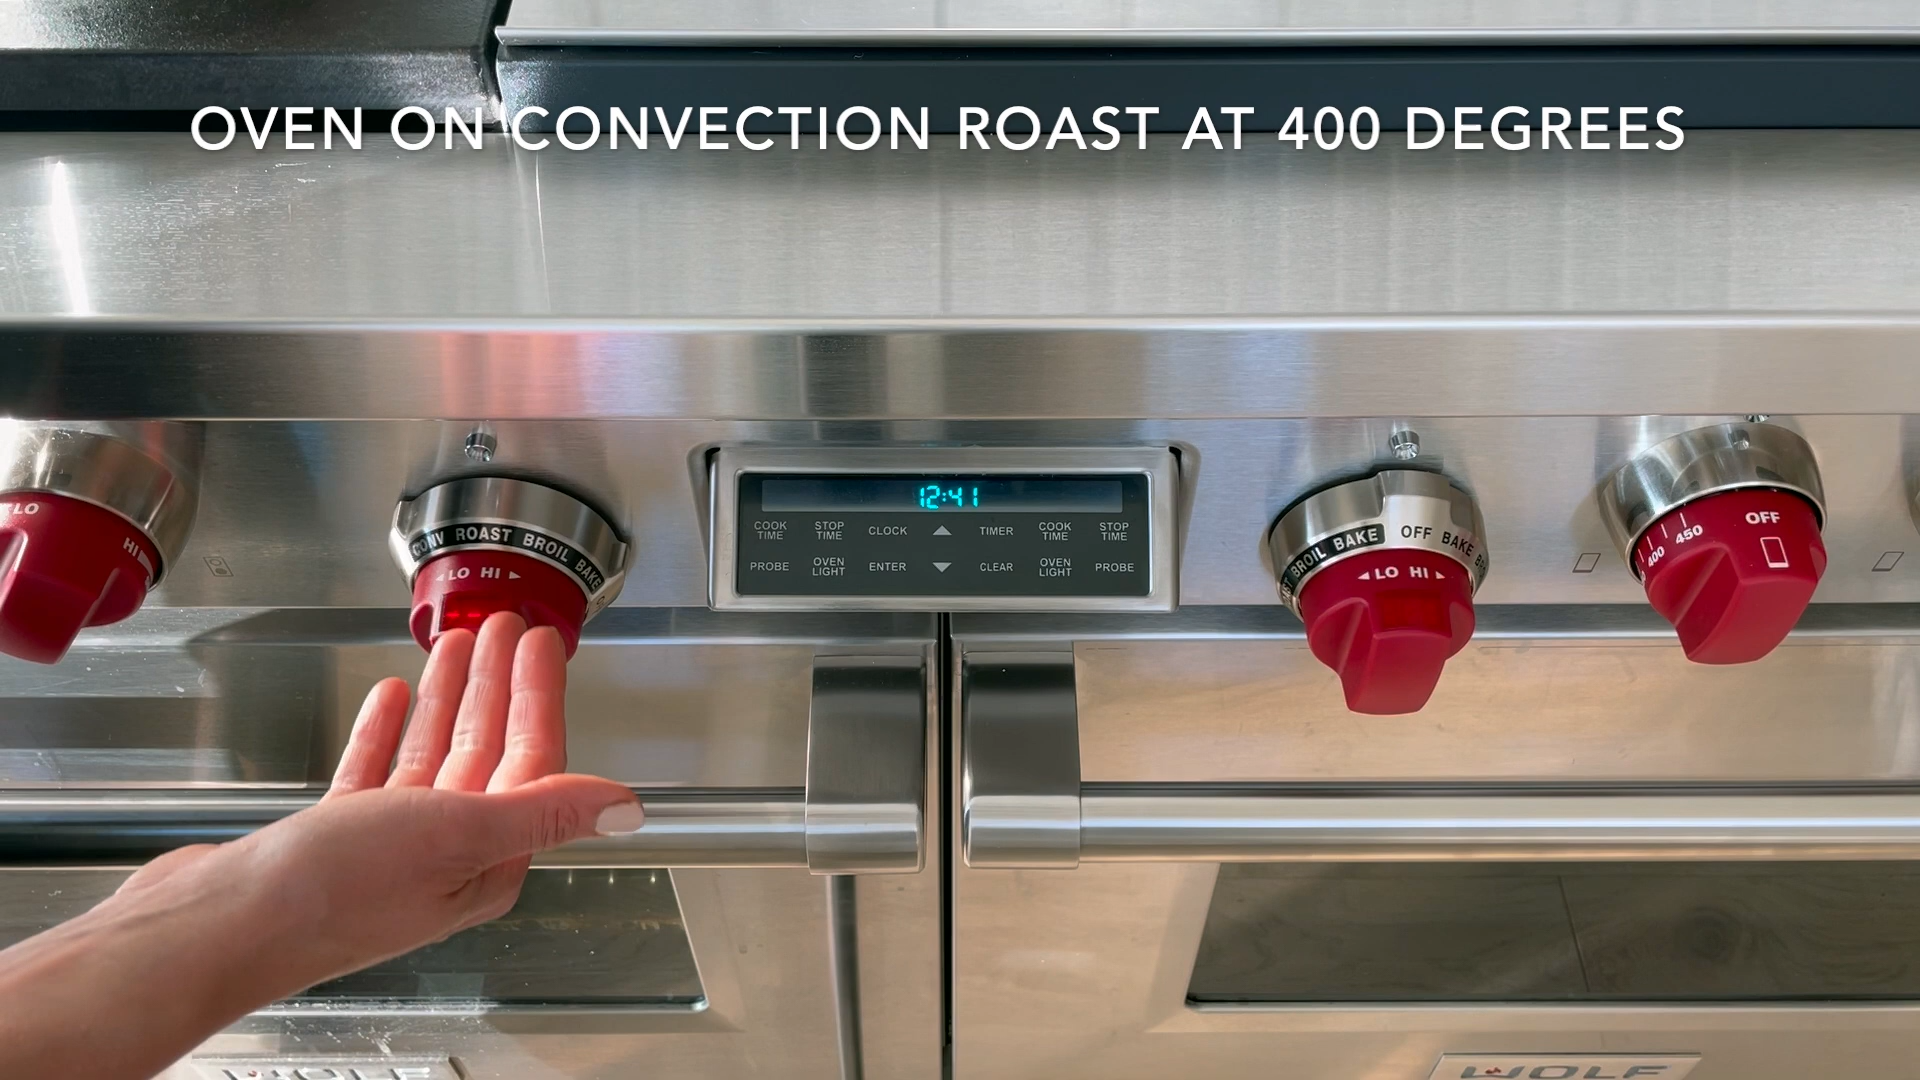 OVEN ON CONVECTION ROAST AT 400 DEGREES
LO
HI
CONV ROAST BROIL BAKE
LO HI
12:41
COOK TIME
STOP TIME
CLOCK
TIMER
COOK TIME
STOP TIME
PROBE
OVEN LIGHT
ENTER
CLEAR
OVEN LIGHT
PROBE
BROIL BAKE OFF BAKE
LO HI
400 450 OFF
WOLF
WOLF